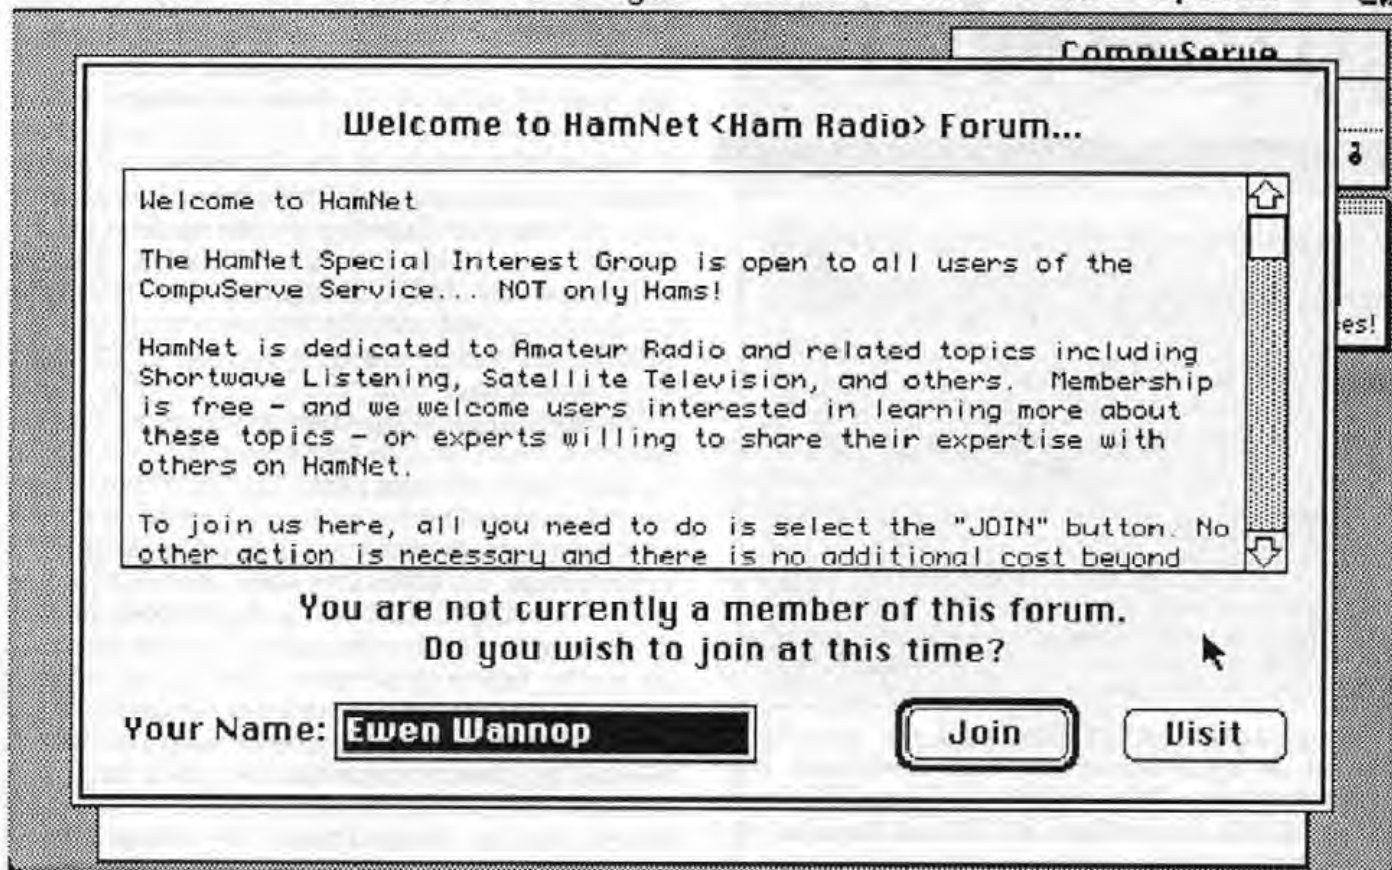 CompuServe
Welcome to HamNet <Ham Radio> Forum...
Welcome to HamNet
The HamNet Special Interest Group is open to all users of the
CompuServe Service... NOT only Hams!
HamNet is dedicated to Amateur Radio and related topics including
Shortwave Listening, Satellite Television, and others. Membership
is free - and we welcome users interested in learning more about
these topics - or experts willing to share their expertise with
others on HamNet.
To join us here, all you need to do is select the "JOIN" button. No
other action is necessary and there is no additional cost beyond
es!
You are not currently a member of this forum.
Do you wish to join at this time?
Your Name: Ewen Wannop
Join
Visit